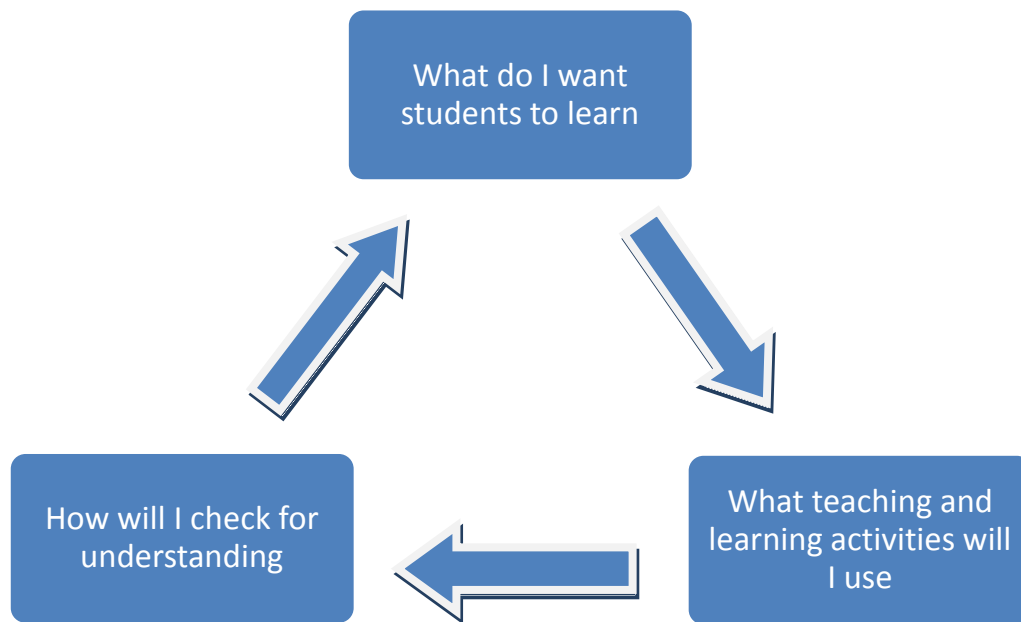 What do I want
students to learn
How will I check for
understanding
What teaching and
learning activities will
I use